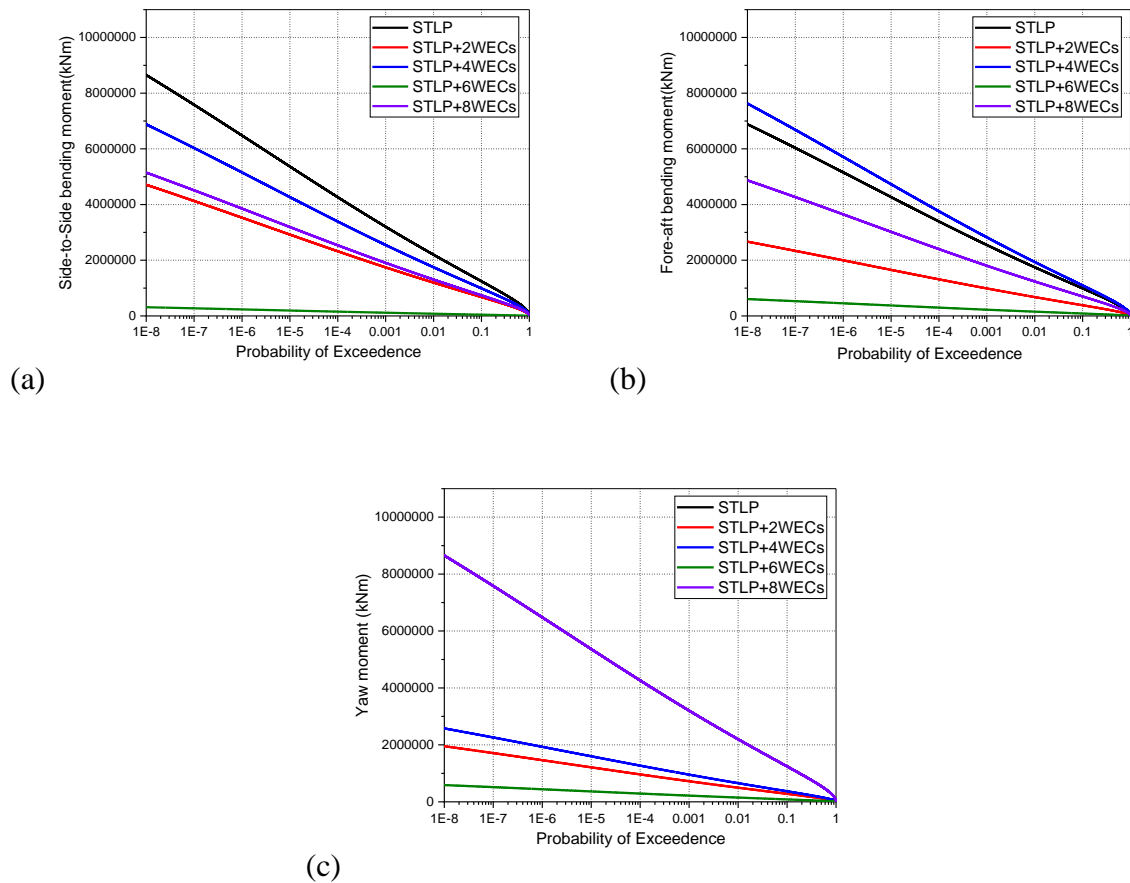 STLP
STLP+2WECs
STLP+4WECs
STLP+6WECs
STLP+8WECs
10000000
8000000
6000000
4000000
2000000
0
Side-to-Side bending moment(kNm)
1E-8 1E-7 1E-6 1E-5 1E-4 0.001 0.01 0.1 1
Probability of Exceedence
(a)
STLP
STLP+2WECs
STLP+4WECs
STLP+6WECs
STLP+8WECs
10000000
8000000
6000000
4000000
2000000
0
Fore-aft bending moment(kNm)
1E-8 1E-7 1E-6 1E-5 1E-4 0.001 0.01 0.1 1
Probability of Exceedence
(b)
STLP
STLP+2WECs
STLP+4WECs
STLP+6WECs
STLP+8WECs
10000000
8000000
6000000
4000000
2000000
0
Yaw moment (kNm)
1E-8 1E-7 1E-6 1E-5 1E-4 0.001 0.01 0.1 1
Probability of Exceedence
(c)